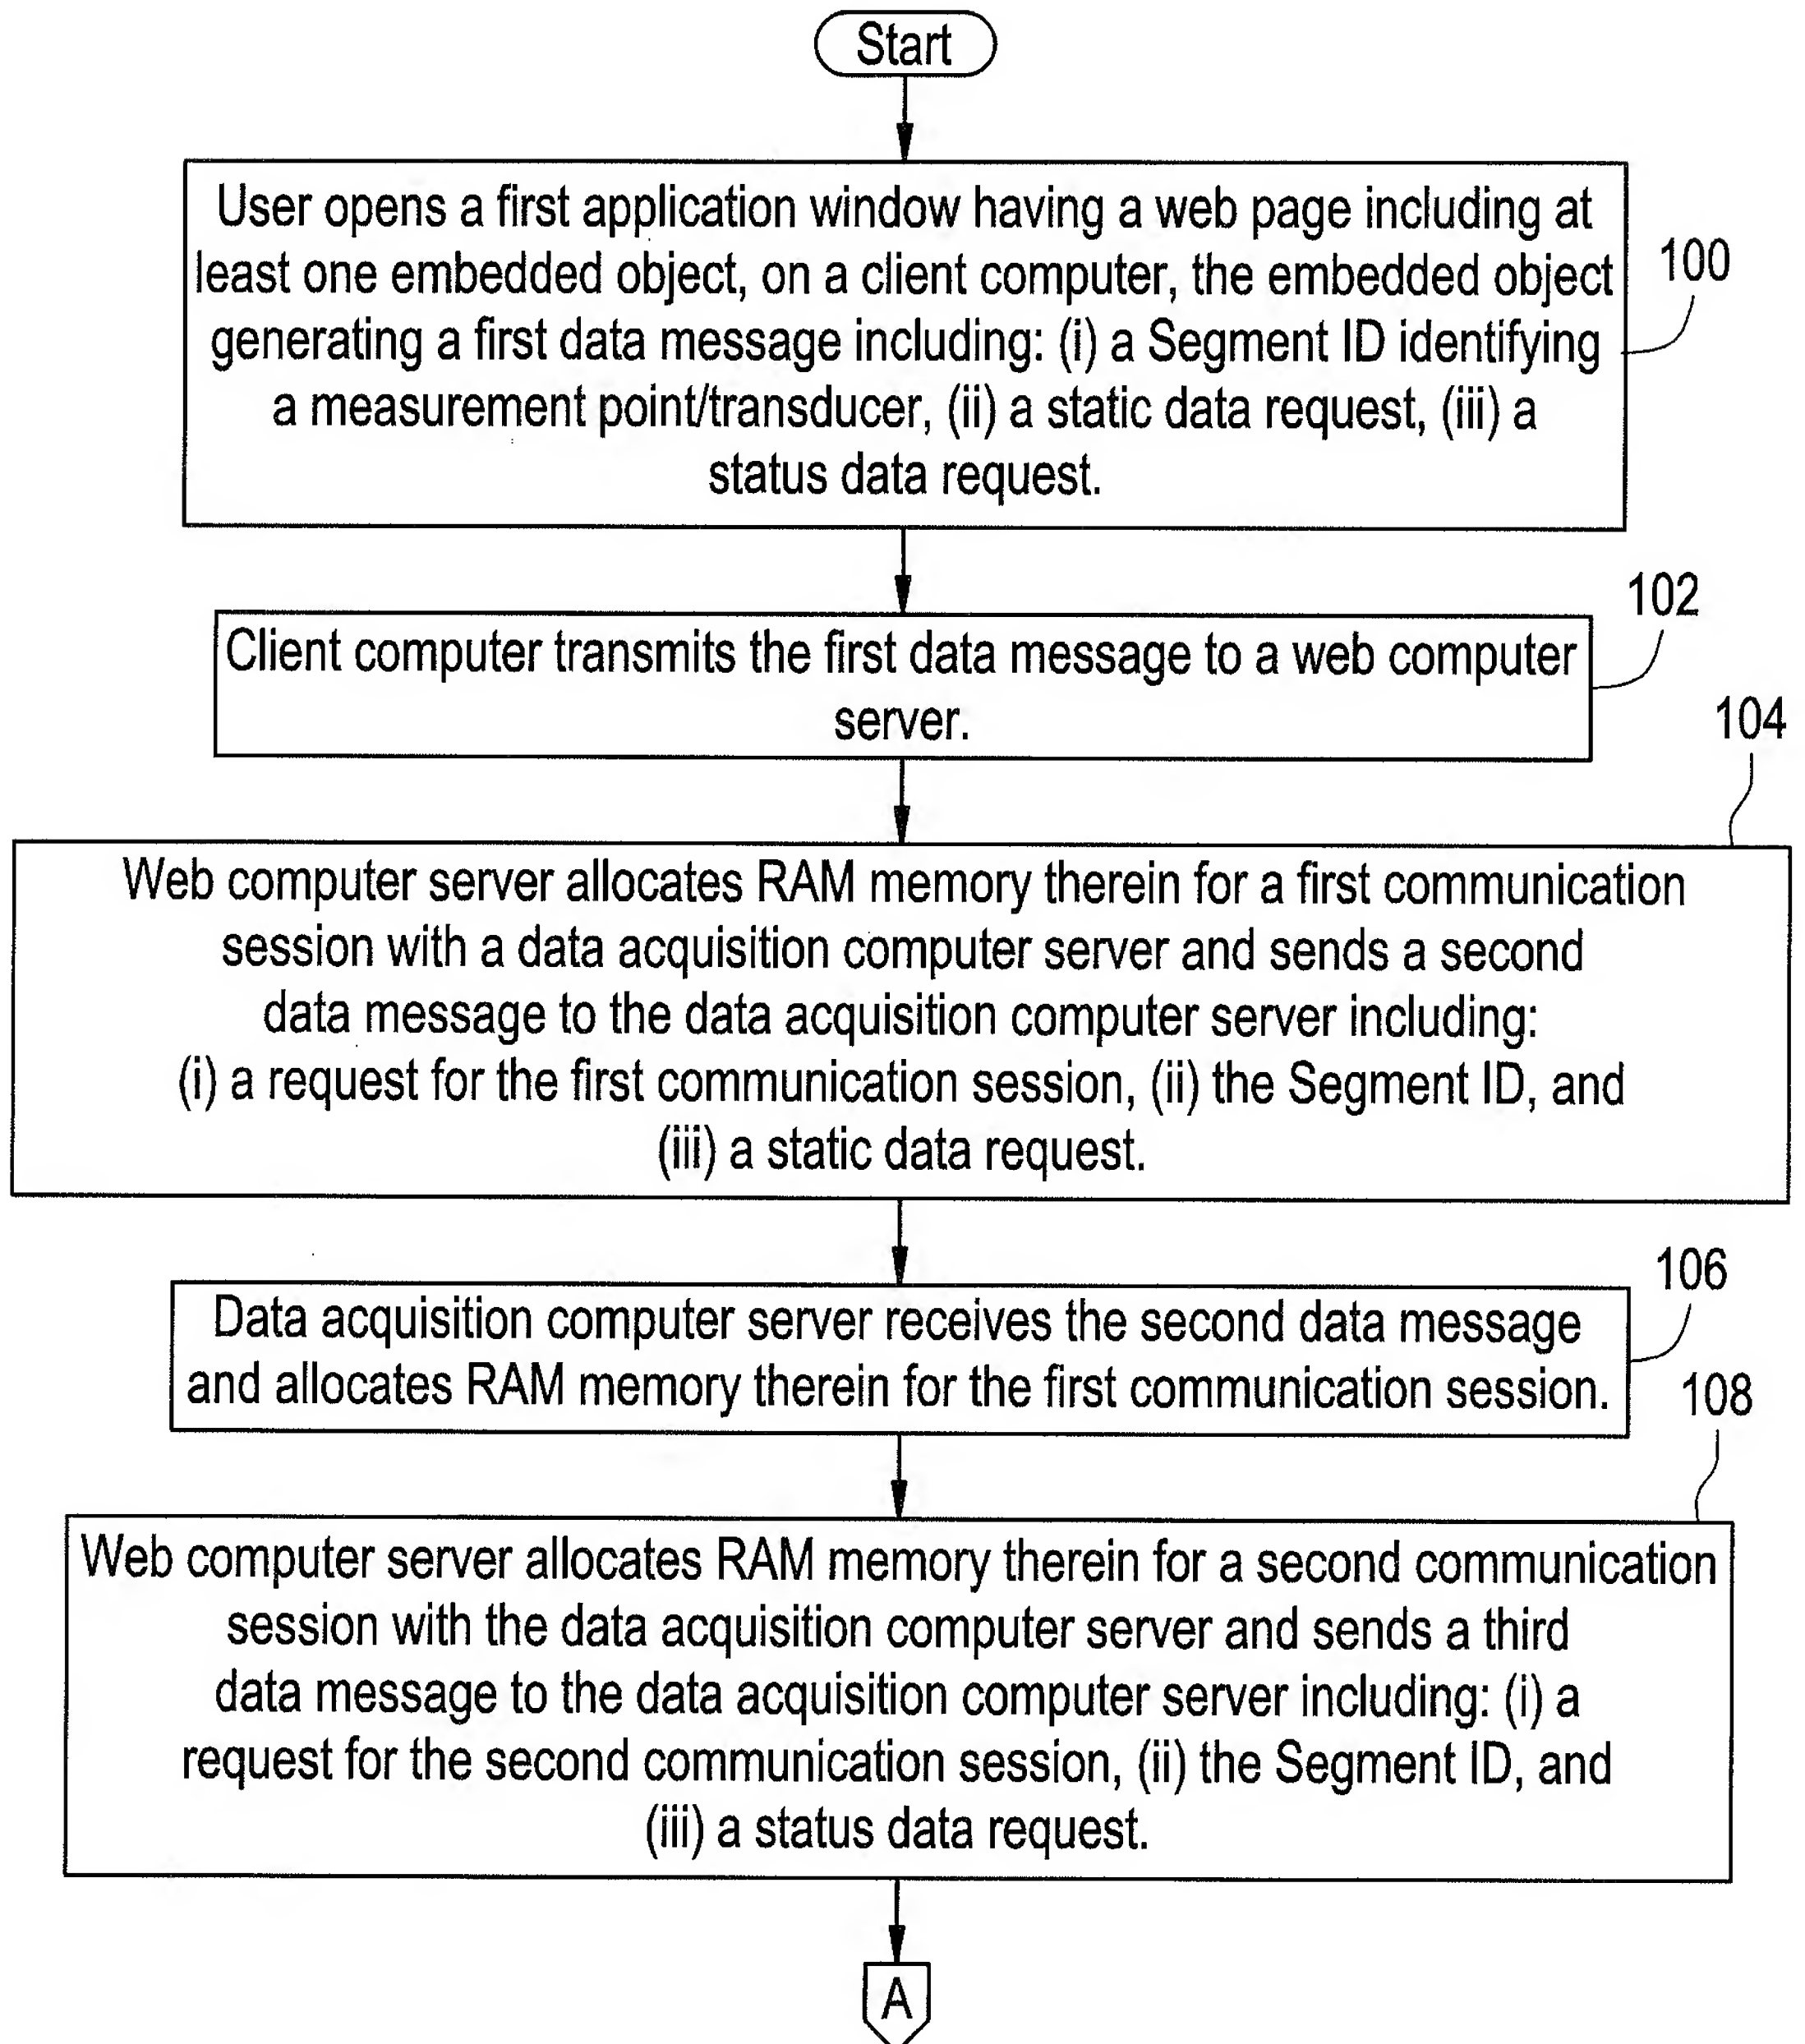 Start
User opens a first application window having a web page including at
least one embedded object, on a client computer, the embedded object
generating a first data message including: (i) a Segment ID identifying
a measurement point/transducer, (ii) a static data request, (iii) a
status data request.
100
Client computer transmits the first data message to a web computer
server.
102
104
Web computer server allocates RAM memory therein for a first communication
session with a data acquisition computer server and sends a second
data message to the data acquisition computer server including:
(i) a request for the first communication session, (ii) the Segment ID, and
(iii) a static data request.
106
Data acquisition computer server receives the second data message
and allocates RAM memory therein for the first communication session.
108
Web computer server allocates RAM memory therein for a second communication
session with the data acquisition computer server and sends a third
data message to the data acquisition computer server including: (i) a
request for the second communication session, (ii) the Segment ID, and
(iii) a status data request.
A